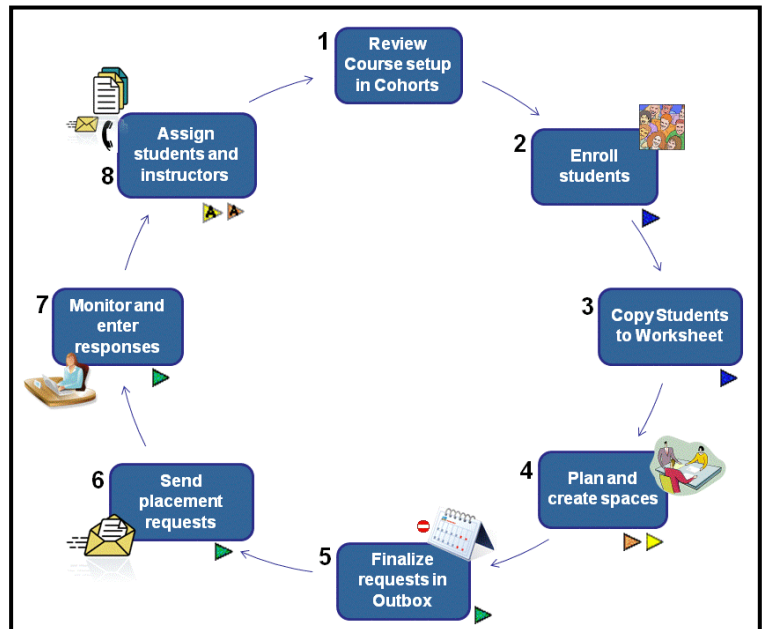 1
Review
Course setup
in Cohorts
2
Enroll
students
3
Copy Students
to Worksheet
4
Plan and
create spaces
5
Finalize
requests in
Outbox
6
Send
placement
requests
7
Monitor and
enter
responses
8
Assign
students and
instructors
A A